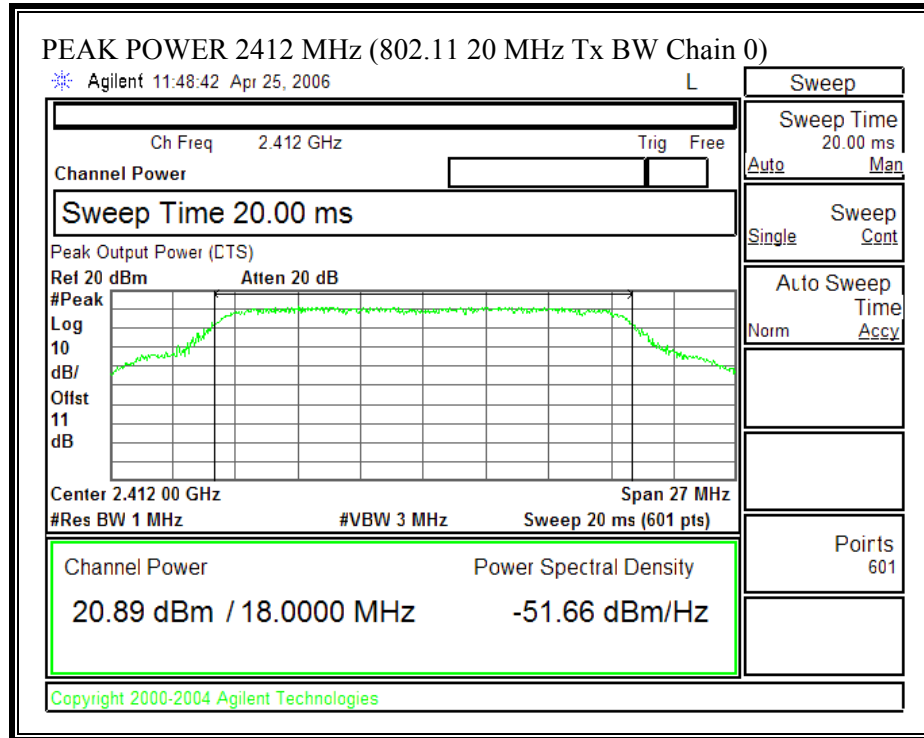 PEAK POWER 2412 MHz (802.11 20 MHz Tx BW Chain 0)
Agilent 11:48:42 Apr 25, 2006 L
Ch Freq 2.412 GHz Trig Free
Channel Power
Sweep Time 20.00 ms
Peak Output Power (DTS)
Ref 20 dBm Atten 20 dB
#Peak
Log
10
dB/
Offst
11
dB
Center 2.412 00 GHz Span 27 MHz
#Res BW 1 MHz #VBW 3 MHz Sweep 20 ms (601 pts)
Channel Power Power Spectral Density
20.89 dBm / 18.0000 MHz -51.66 dBm/Hz
Copyright 2000-2004 Agilent Technologies
Sweep
Sweep Time
20.00 ms
Auto Man
Sweep
Single Cont
Auto Sweep
Time
Norm Accy
Points
601